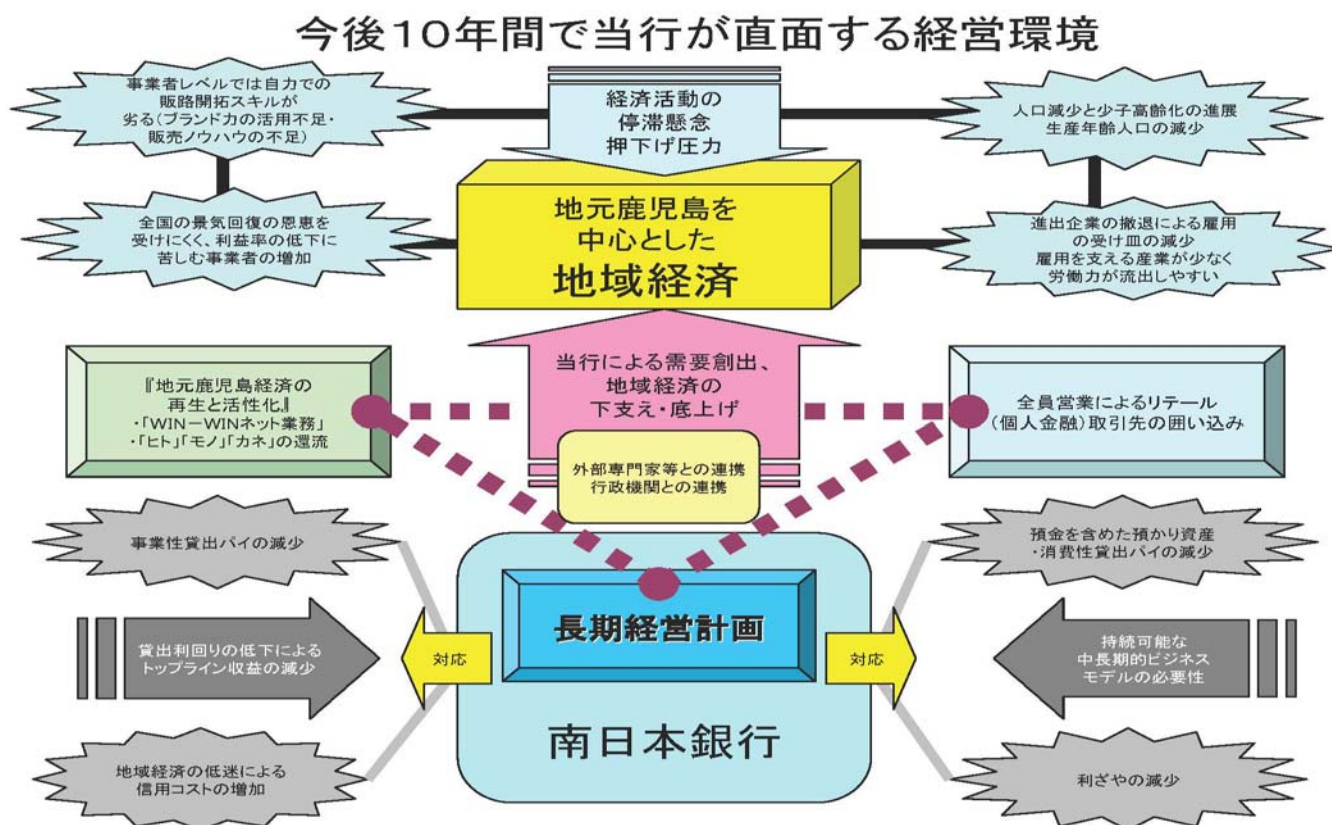 今後10年間で当行が直面する経営環境
事業者レベルでは自力での
販路開拓スキルが
劣る(ブランド力の活用不足・
販売ノウハウの不足)
経済活動の
停滞懸念
押下げ圧力
人口減少と少子高齢化の進展
生産年齢人口の減少
全国の景気回復の恩恵を
受けにくく、利益率の低下に
苦しむ事業者の増加
地元鹿児島を
中心とした
地域経済
進出企業の撤退による雇用
の受け皿の減少
雇用を支える産業が少なく
労働力が流出しやすい
『地元鹿児島経済の
再生と活性化』
・「WIN-WINネット業務」
・「ヒト」「モノ」「カネ」の還流
当行による需要創出、
地域経済の
下支え・底上げ
全員営業によるリテール
(個人金融)取引先の囲い込み
外部専門家等との連携
行政機関との連携
事業性貸出パイの減少
預金を含めた預かり資産
・消費性貸出パイの減少
貸出利回りの低下による
トップライン収益の減少
対応
長期経営計画
対応
持続可能な
中長期的ビジネス
モデルの必要性
南日本銀行
地域経済の低迷による
信用コストの増加
利ざやの減少